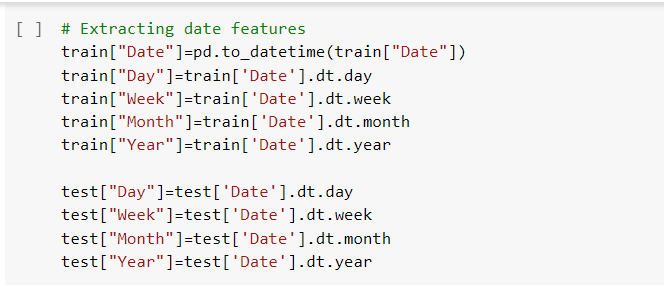 [ ] # Extracting date features
train["Date"]=pd.to_datetime(train["Date"])
train["Day"]=train['Date'].dt.day
train["Week"]=train['Date'].dt.week
train["Month"]=train['Date'].dt.month
train["Year"]=train['Date'].dt.year
test["Day"]=test['Date'].dt.day
test["Week"]=test['Date'].dt.week
test["Month"]=test['Date'].dt.month
test["Year"]=test['Date'].dt.year